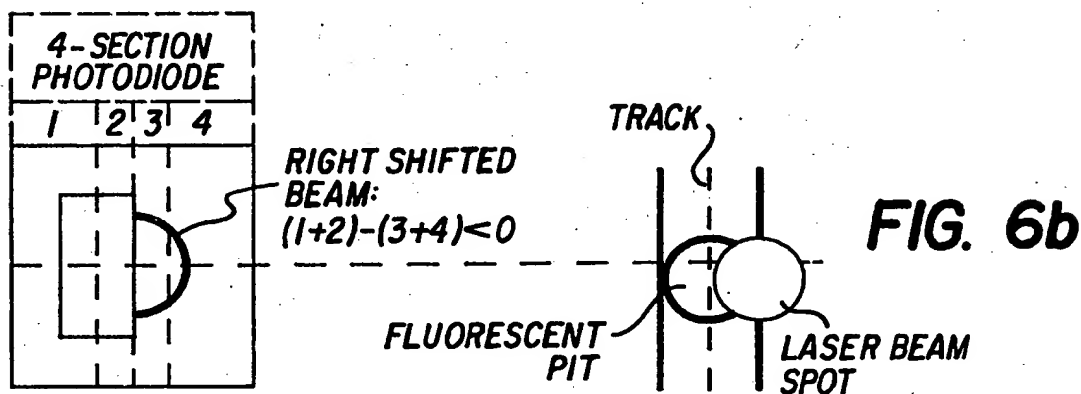 4-SECTION
PHOTODIODE
1 2 3 4
RIGHT SHIFTED
BEAM:
(1+2)-(3+4)<0
TRACK
FIG. 6b
FLUORESCENT
PIT
LASER BEAM
SPOT